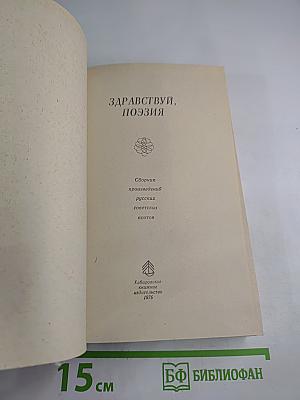 ЗДРАВСТВУЙ,
ПОЭЗИЯ
Сборник
произведений
русских
советских
поэтов
Хабаровское
книжное
издательство
1976
15 см
БФ БИБЛИОФАН